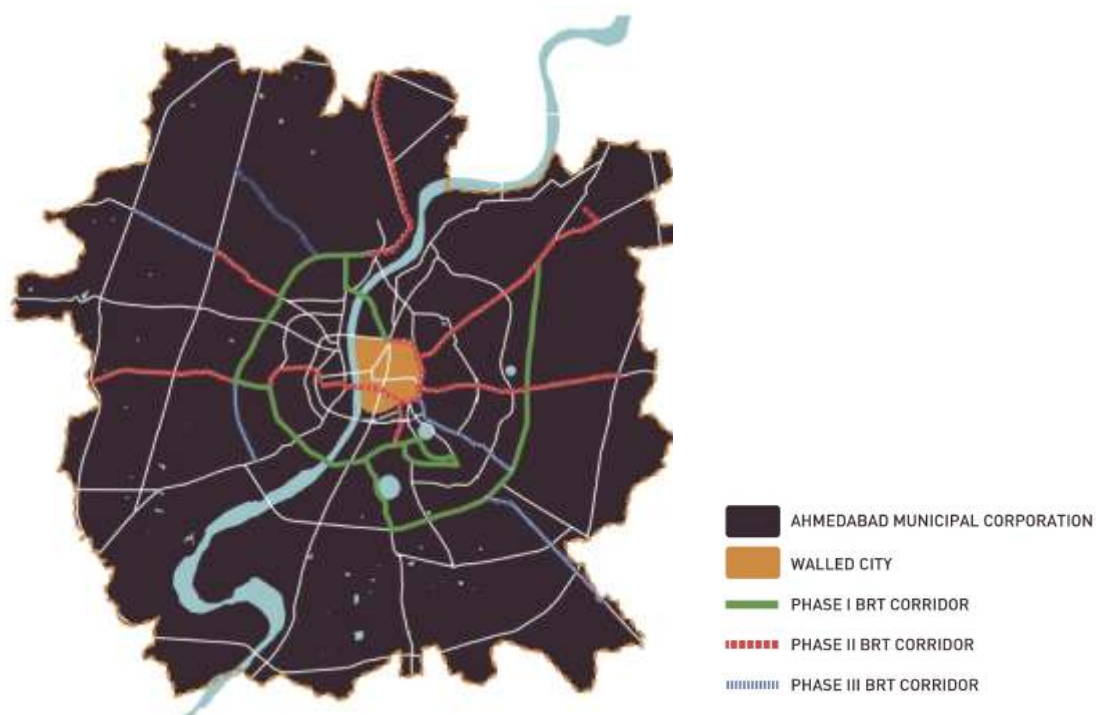 AHMEDABAD MUNICIPAL CORPORATION
WALLED CITY
PHASE I BRT CORRIDOR
PHASE II BRT CORRIDOR
PHASE III BRT CORRIDOR